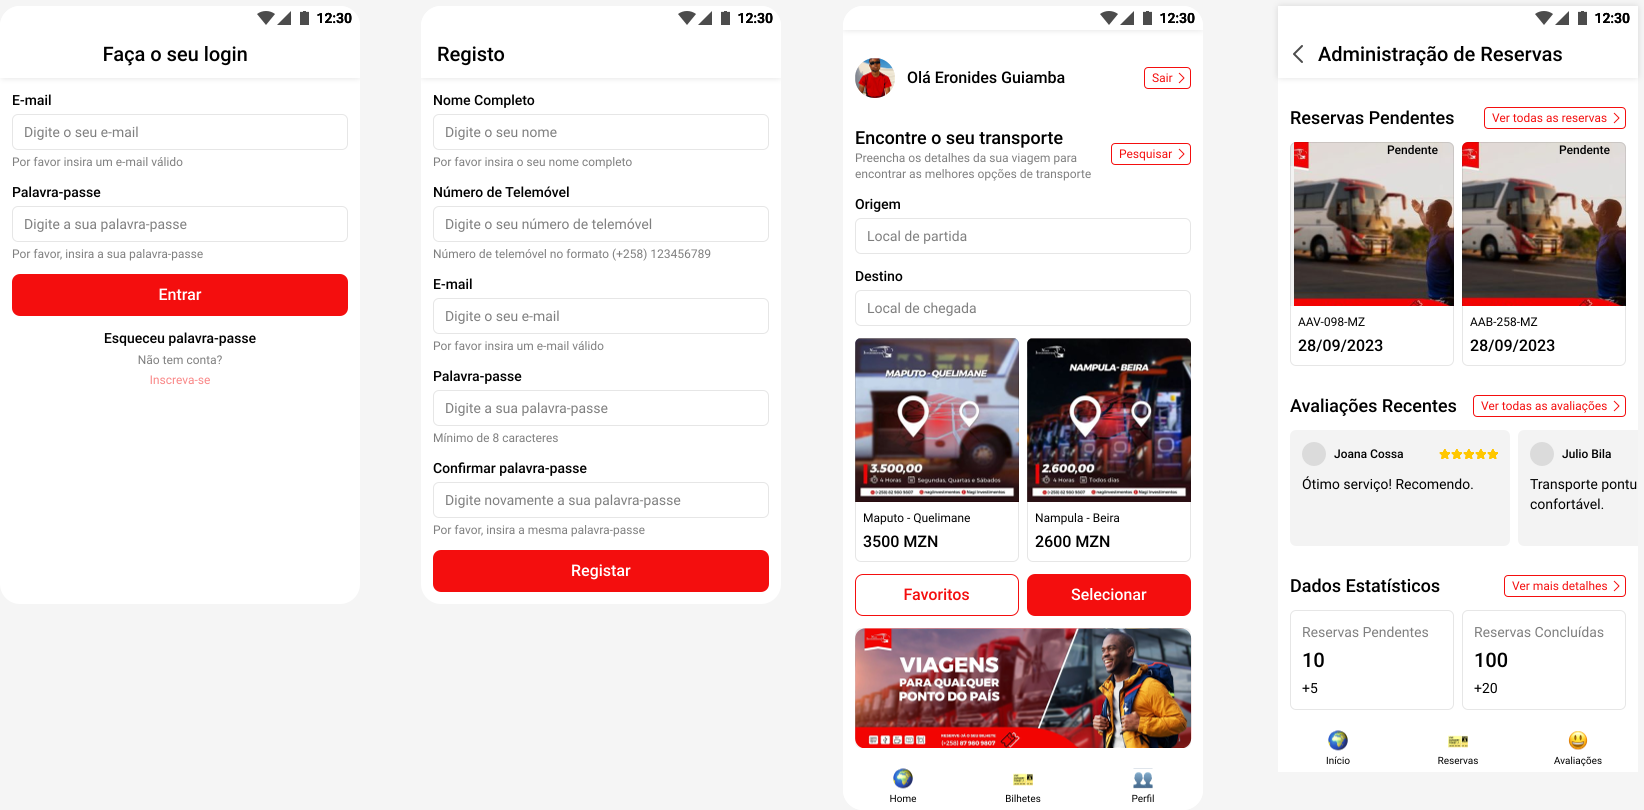 12:30
Faça o seu login
E-mail
Digite o seu e-mail
Por favor insira um e-mail válido
Palavra-passe
Digite a sua palavra-passe
Por favor, insira a sua palavra-passe
Entrar
Esqueceu palavra-passe
Não tem conta?
Inscreva-se
12:30
Registo
Nome Completo
Digite o seu nome
Por favor insira o seu nome completo
Número de Telemóvel
Digite o seu número de telemóvel
Número de telemóvel no formato (+258) 123456789
E-mail
Digite o seu e-mail
Por favor insira um e-mail válido
Palavra-passe
Digite a sua palavra-passe
Mínimo de 8 caracteres
Confirmar palavra-passe
Digite novamente a sua palavra-passe
Por favor, insira a mesma palavra-passe
Registar
12:30
Olá Eronides Guiamba
Sair
Encontre o seu transporte
Preencha os detalhes da sua viagem para
encontrar as melhores opções de transporte
Pesquisar
Origem
Local de partida
Destino
Local de chegada
MAPUTO - QUELIMANE
3.500,00
4 Horas
Segundas, Quartas e Sábados
NAMPULA- BEIRA
2.600,00
4 Horas
Todos dias
Maputo - Quelimane
3500 MZN
Nampula - Beira
2600 MZN
Favoritos
Selecionar
VIAGENS
PARA QUALQUER
PONTO DO PAÍS
RESERVE JÁ O SEU BILHETE
(+258) 87 980 9807
Home
Bilhetes
Perfil
12:30
Administração de Reservas
Reservas Pendentes
Ver todas as reservas
Pendente
AAV-098-MZ
28/09/2023
Pendente
AAB-258-MZ
28/09/2023
Avaliações Recentes
Ver todas as avaliações
Joana Cossa
Ótimo serviço! Recomendo.
Julio Bila
Transporte pontu
confortável.
Dados Estatísticos
Ver mais detalhes
Reservas Pendentes
10
+5
Reservas Concluídas
100
+20
Início
Reservas
Avaliações